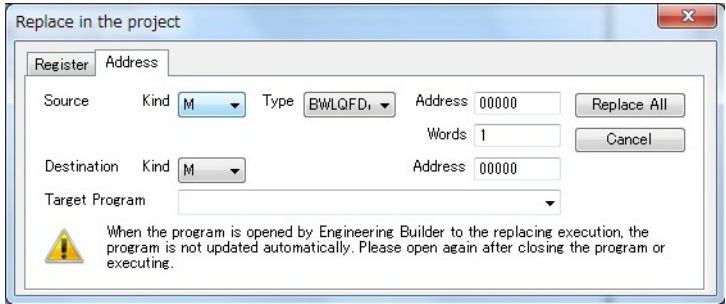 Replace in the project
Register Address
Source Kind M Type BWLQFD Address 00000 Replace All
Words 1 Cancel
Destination Kind M Address 00000
Target Program
When the program is opened by Engineering Builder to the replacing execution, the
program is not updated automatically. Please open again after closing the program or
executing.